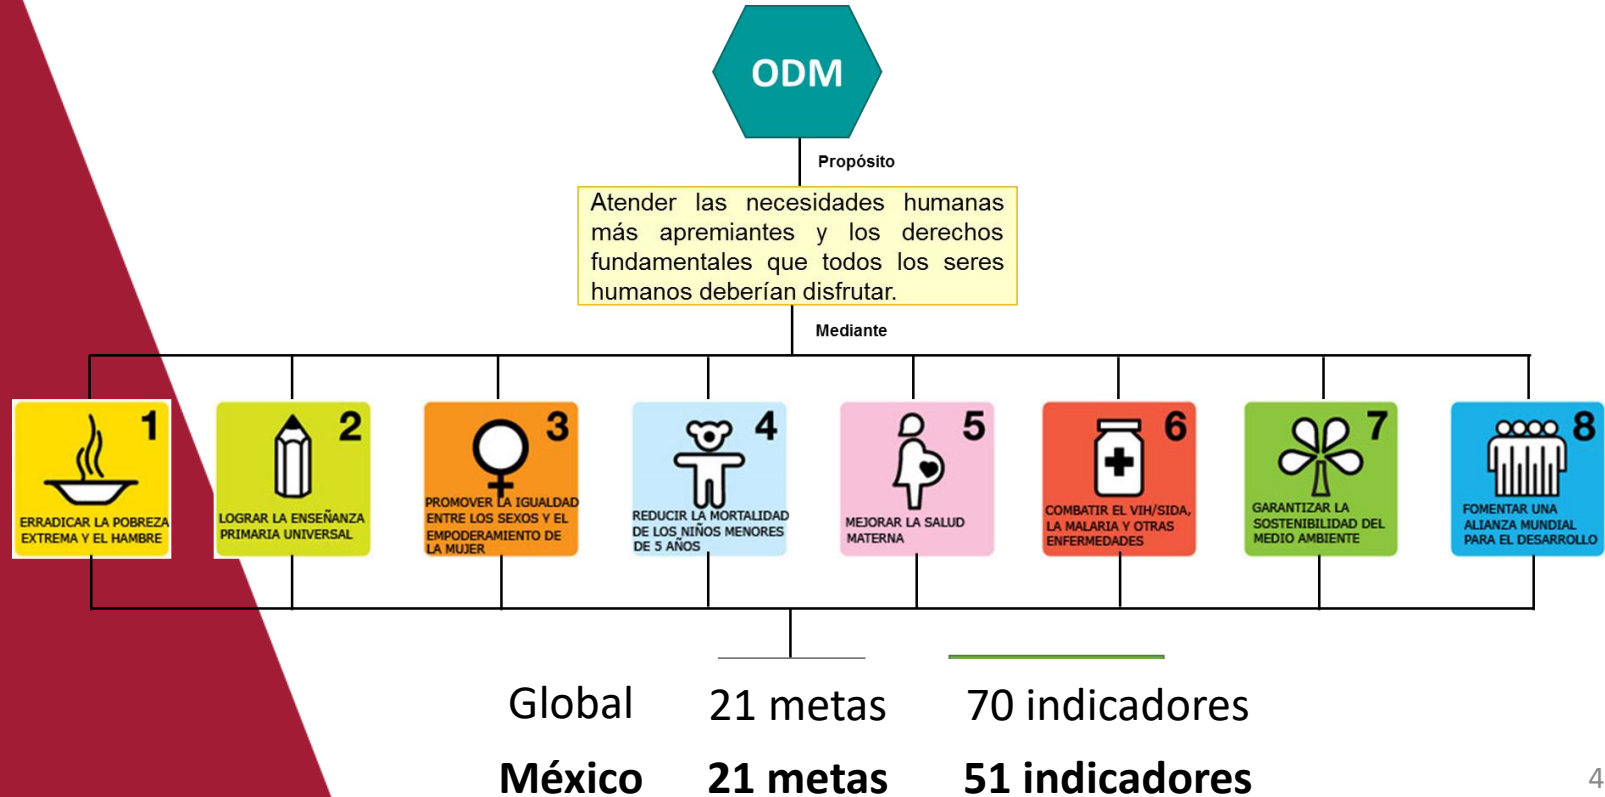 ODM
Propósito
Atender las necesidades humanas
más apremiantes y los derechos
fundamentales que todos los seres
humanos deberían disfrutar.
Mediante
1
ERRADICAR LA POBREZA
EXTREMA Y EL HAMBRE
2
LOGRAR LA ENSEÑANZA
PRIMARIA UNIVERSAL
3
PROMOVER LA IGUALDAD
ENTRE LOS SEXOS Y EL
EMPODERAMIENTO DE
LA MUJER
4
REDUCIR LA MORTALIDAD
DE LOS NIÑOS MENORES
DE 5 AÑOS
5
MEJORAR LA SALUD
MATERNA
6
COMBATIR EL VIH/SIDA,
LA MALARIA Y OTRAS
ENFERMEDADES
7
GARANTIZAR LA
SOSTENIBILIDAD DEL
MEDIO AMBIENTE
8
FOMENTAR UNA
ALIANZA MUNDIAL
PARA EL DESARROLLO
Global 21 metas 70 indicadores
México 21 metas 51 indicadores
4